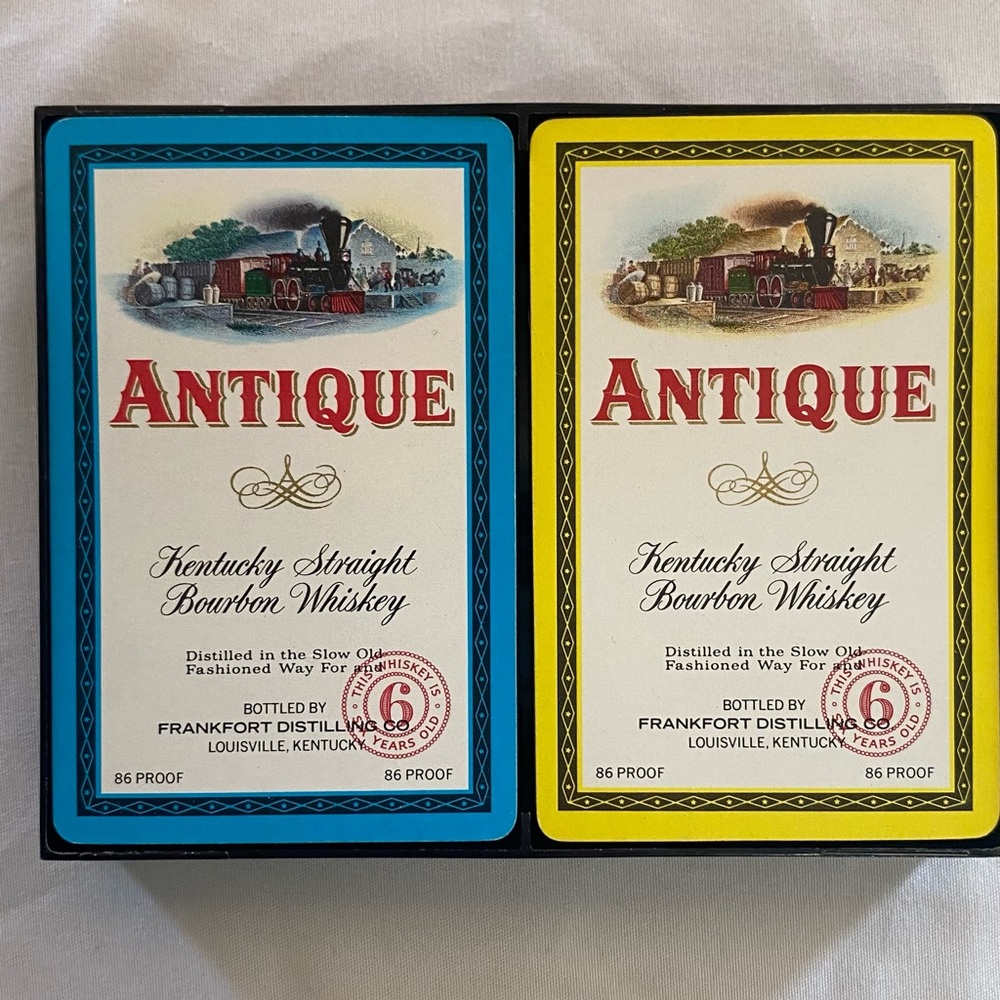 ANTIQUE
Kentucky Straight
Bourbon Whiskey
Distilled in the Slow Old
Fashioned Way For and
THIS WHISKEY IS
6
YEARS OLD
BOTTLED BY
FRANKFORT DISTILLING CO
LOUISVILLE, KENTUCKY
86 PROOF
86 PROOF
ANTIQUE
Kentucky Straight
Bourbon Whiskey
Distilled in the Slow Old
Fashioned Way For and
THIS WHISKEY IS
6
YEARS OLD
BOTTLED BY
FRANKFORT DISTILLING CO
LOUISVILLE, KENTUCKY
86 PROOF
86 PROOF